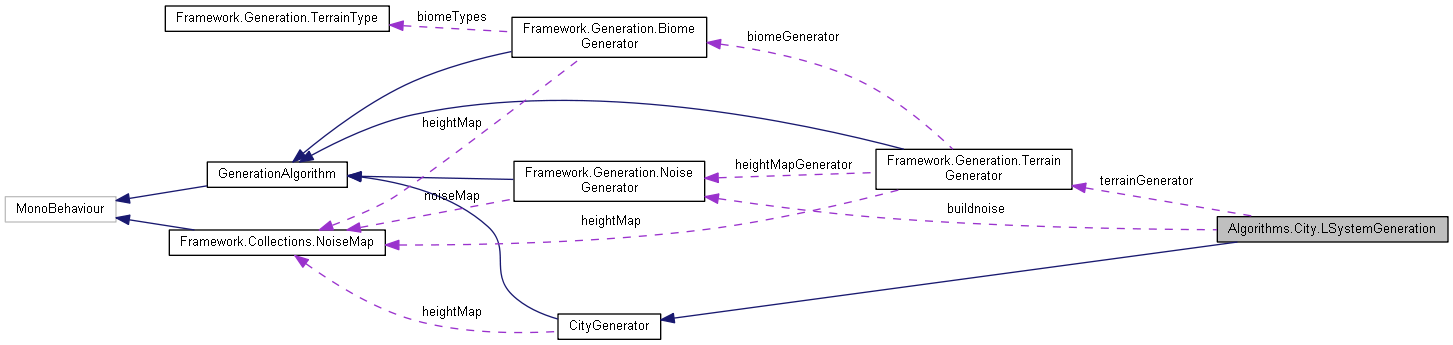 Framework.Generation.TerrainType
biomeTypes
Framework.Generation.Biome
Generator
biomeGenerator
heightMap
GenerationAlgorithm
Framework.Generation.Noise
Generator
heightMapGenerator
Framework.Generation.Terrain
Generator
terrainGenerator
MonoBehaviour
noiseMap
buildnoise
heightMap
Algorithms.City.LSystemGeneration
Framework.Collections.NoiseMap
heightMap
CityGenerator